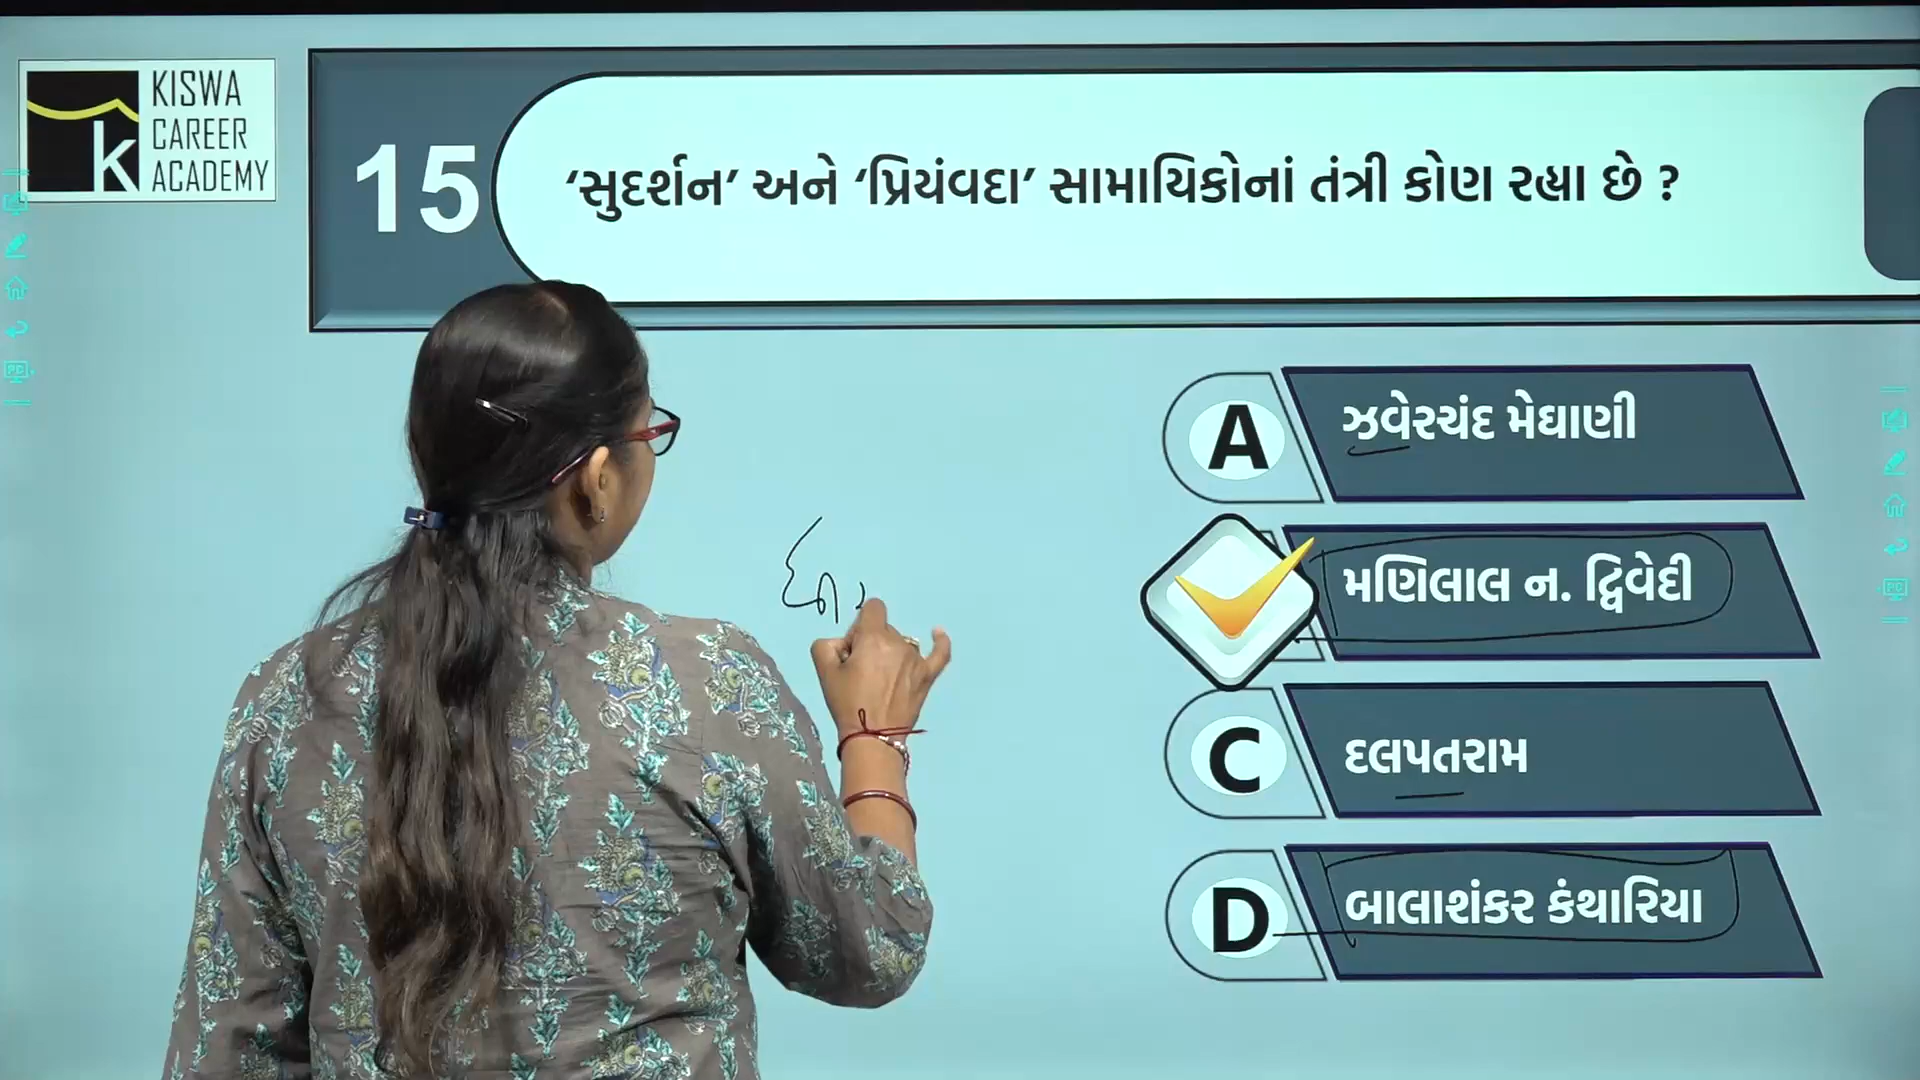 KISWA
CAREER
ACADEMY
k
15
‘સુદર્શન’ અને ‘પ્રિયંવદા’ સામાયિકોનાં તંત્રી કોણ રહ્યા છે ?
A
ઝવેરચંદ મેઘાણી
મણિલાલ ન. દ્વિવેદી
C
દલપતરામ
D
બાલાશંકર કંથારિયા